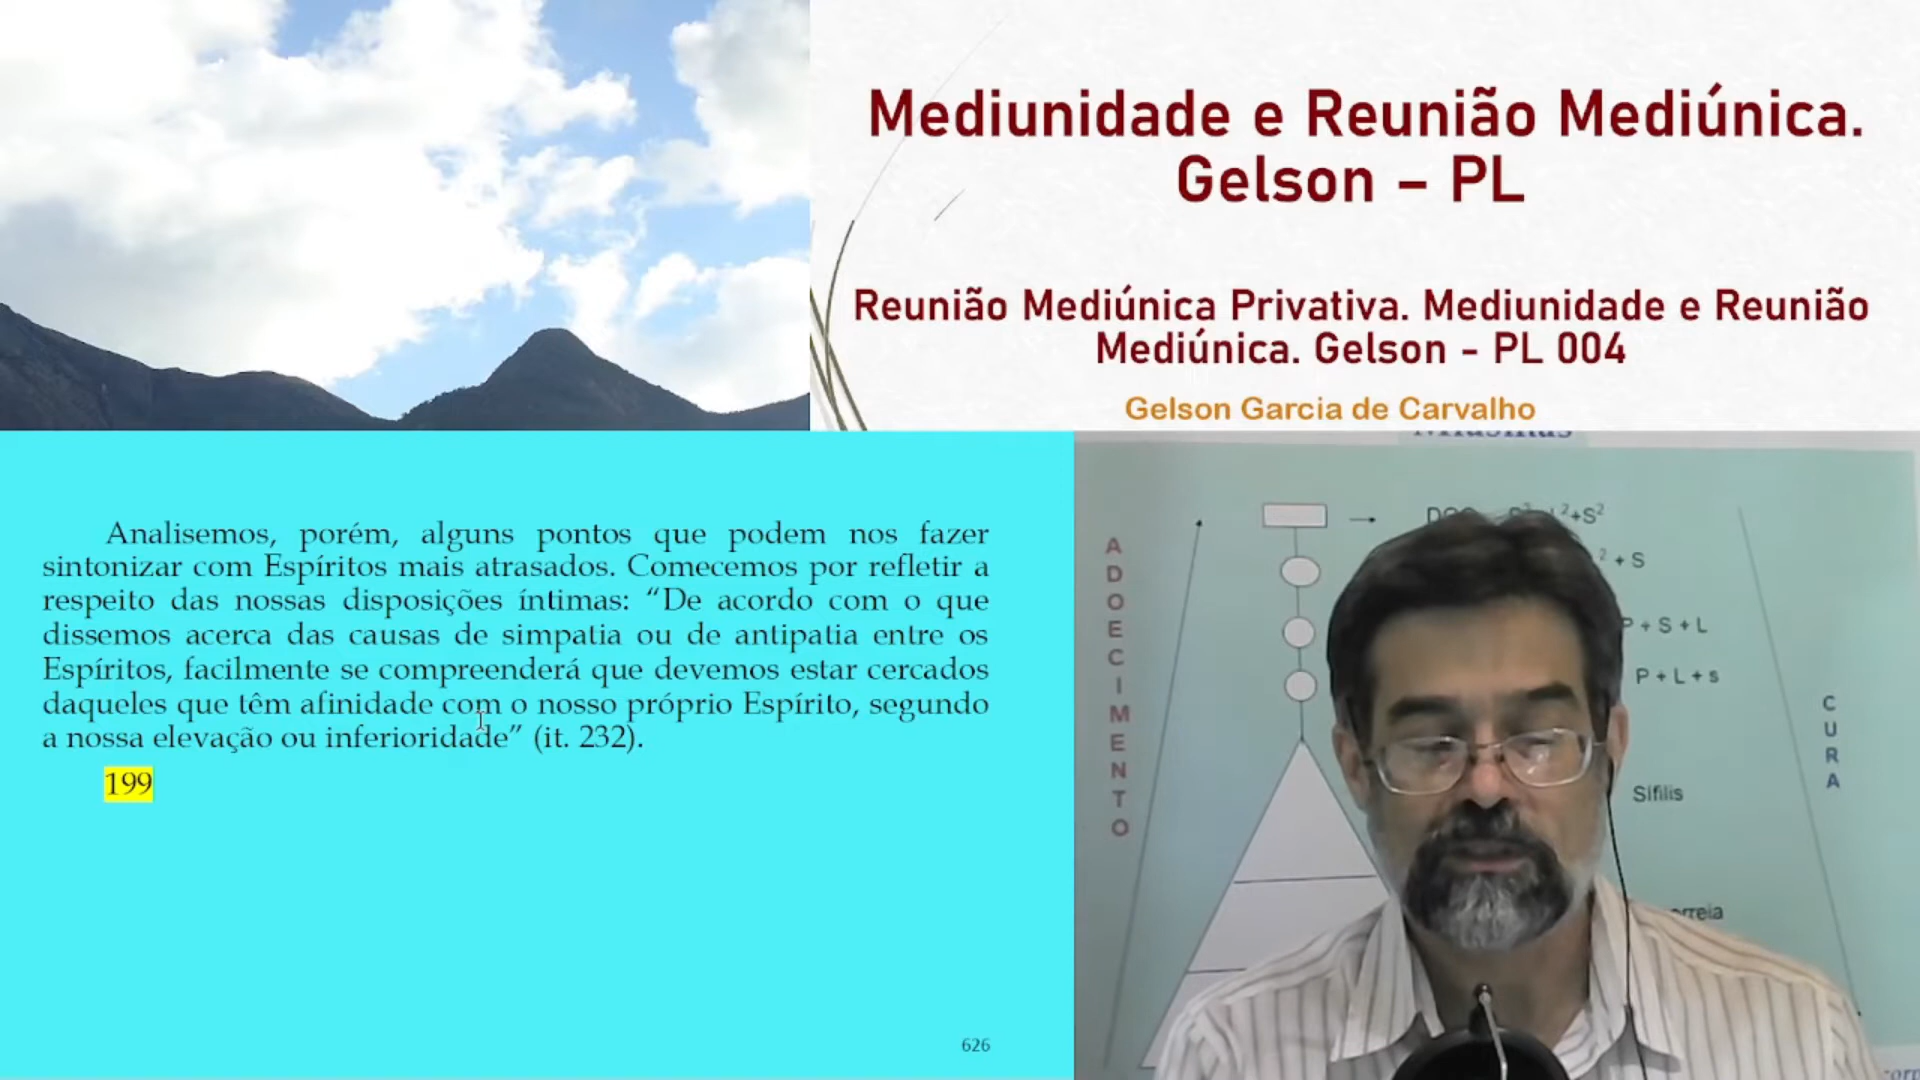 Mediunidade e Reunião Mediúnica.
Gelson – PL
Reunião Mediúnica Privativa. Mediunidade e Reunião
Mediúnica. Gelson - PL 004
Gelson Garcia de Carvalho
Analisemos, porém, alguns pontos que podem nos fazer
sintonizar com Espíritos mais atrasados. Comecemos por refletir a
respeito das nossas disposições íntimas: “De acordo com o que
dissemos acerca das causas de simpatia ou de antipatia entre os
Espíritos, facilmente se compreenderá que devemos estar cercados
daqueles que têm afinidade com o nosso próprio Espírito, segundo
a nossa elevação ou inferioridade” (it. 232).
199
626
ADOECIMENTO
+S²
² + S
P + S + L
P + L + s
CURA
Sífilis